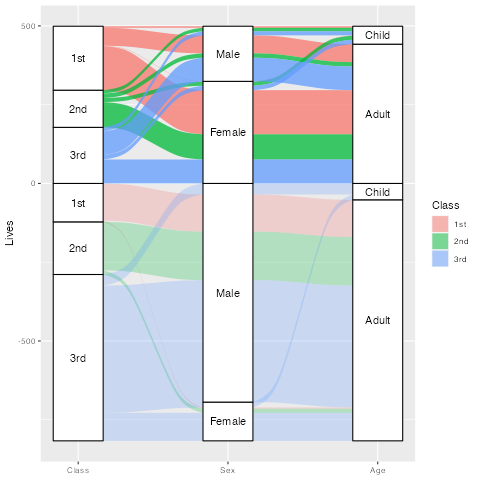 500
0
-500
Lives
1st
2nd
3rd
1st
2nd
3rd
Male
Female
Male
Female
Child
Adult
Child
Adult
Class
Sex
Age
Class
1st
2nd
3rd